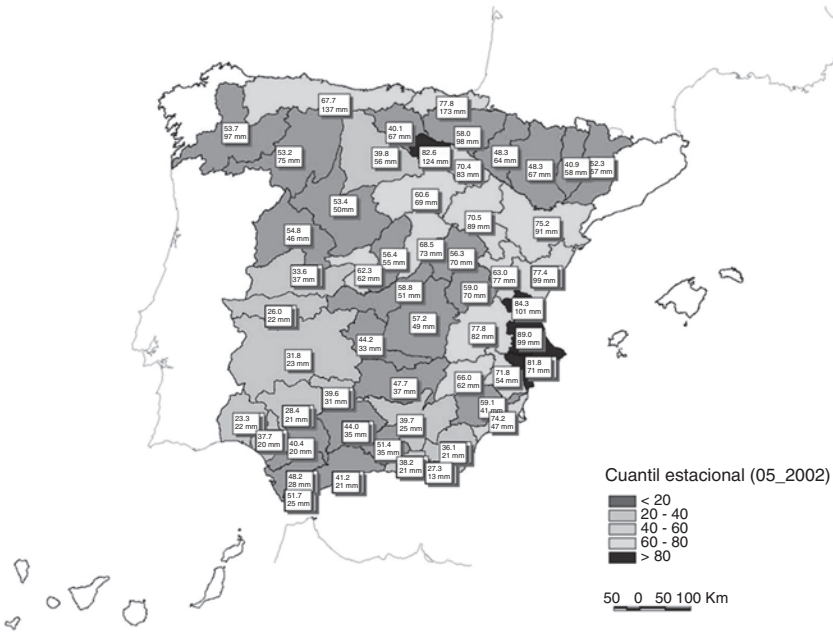 67.7
137 mm
77.8
173 mm
53.7
97 mm
40.1
67 mm
58.0
98 mm
53.2
75 mm
39.8
56 mm
82.6
124 mm
48.3
64 mm
70.4
83 mm
48.3
67 mm
40.9
58 mm
52.3
57 mm
60.6
69 mm
53.4
50mm
70.5
89 mm
75.2
91 mm
54.8
46 mm
68.5
73 mm
56.4
55 mm
56.3
70 mm
33.6
37 mm
62.3
62 mm
63.0
77 mm
77.4
99 mm
58.8
51 mm
59.0
70 mm
84.3
101 mm
26.0
22 mm
57.2
49 mm
77.8
82 mm
89.0
99 mm
44.2
33 mm
31.8
23 mm
81.8
71 mm
71.8
54 mm
66.0
62 mm
47.7
37 mm
39.6
31 mm
59.1
41 mm
28.4
21 mm
23.3
22 mm
74.2
47 mm
39.7
25 mm
44.0
35 mm
37.7
20 mm
40.4
20 mm
51.4
35 mm
36.1
21 mm
38.2
21 mm
27.3
13 mm
48.2
28 mm
41.2
21 mm
51.7
25 mm
Cuantil estacional (05_2002)
< 20
20 - 40
40 - 60
60 - 80
> 80
50 0 50 100 Km